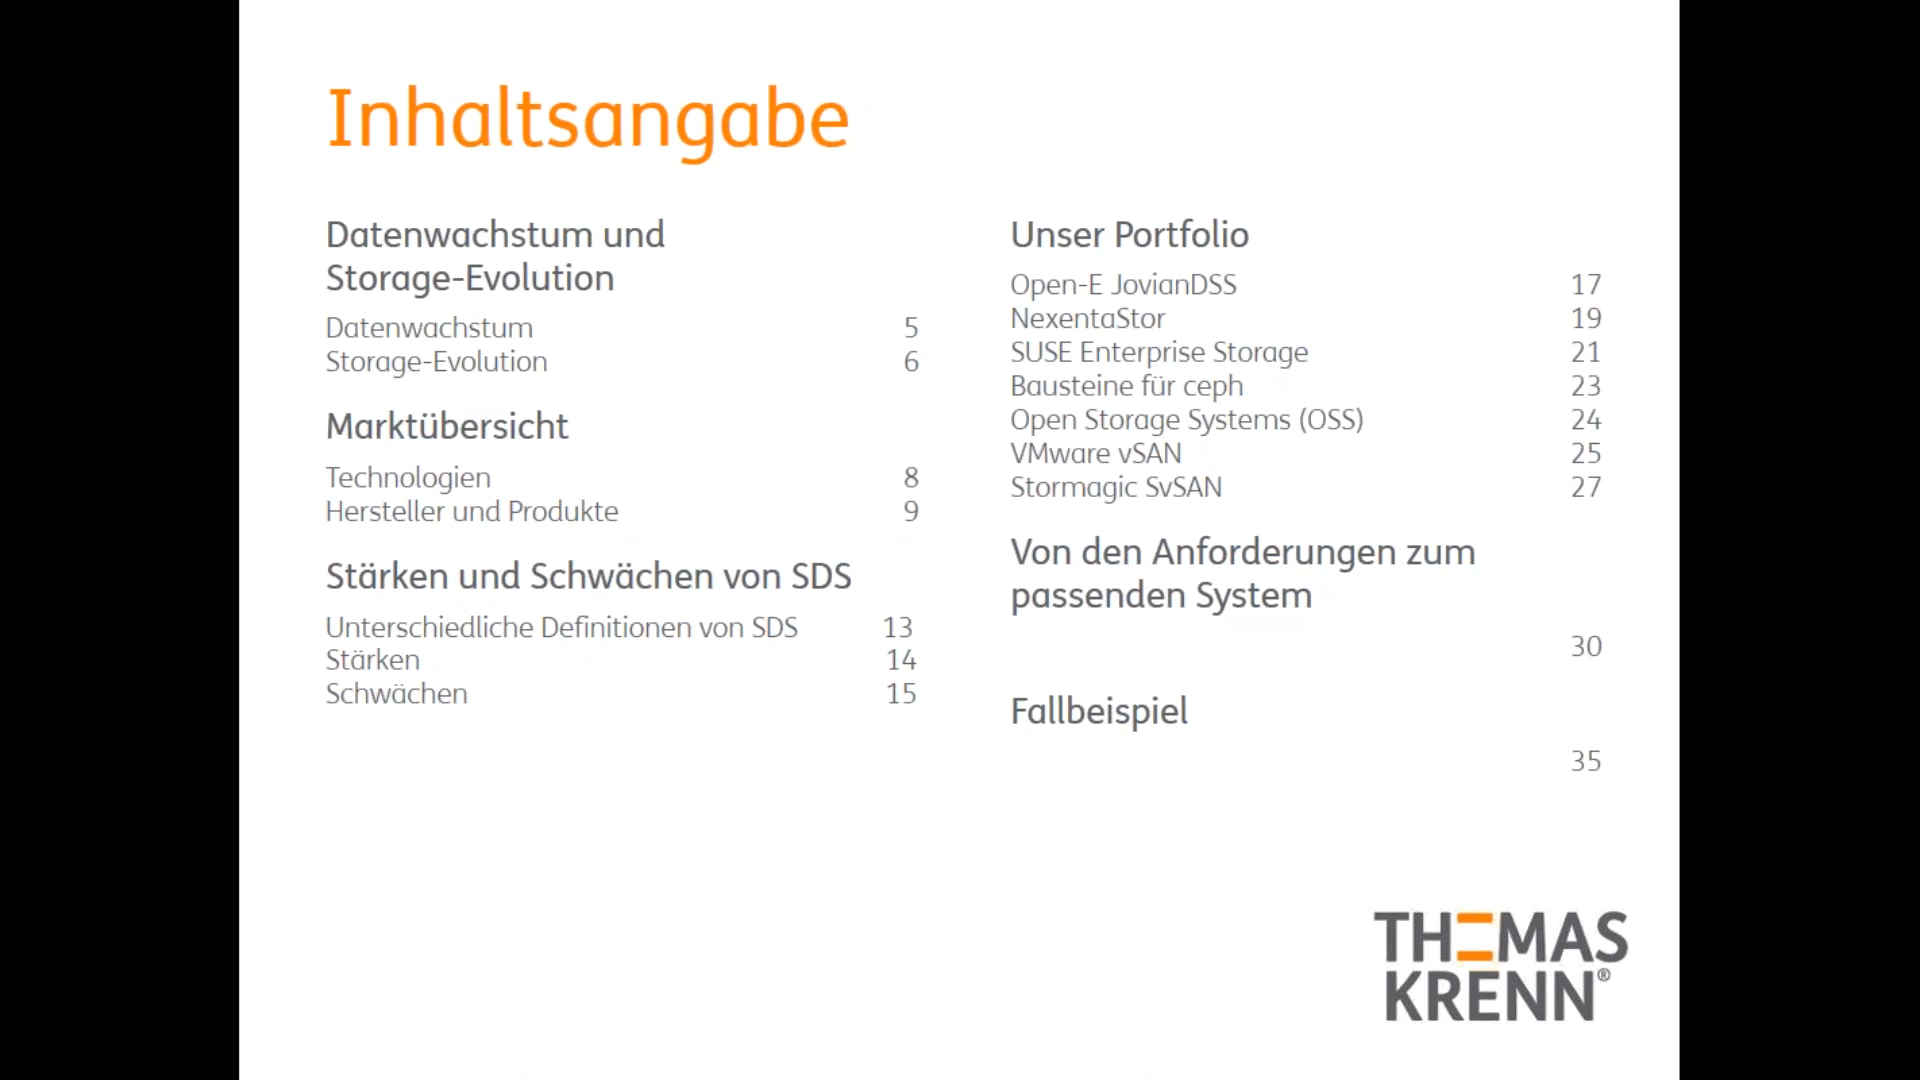 Inhaltsangabe
Datenwachstum und
Storage-Evolution
Datenwachstum 5
Storage-Evolution 6
Marktübersicht
Technologien 8
Hersteller und Produkte 9
Stärken und Schwächen von SDS
Unterschiedliche Definitionen von SDS 13
Stärken 14
Schwächen 15
Unser Portfolio
Open-E JovianDSS 17
NexentaStor 19
SUSE Enterprise Storage 21
Bausteine für ceph 23
Open Storage Systems (OSS) 24
VMware vSAN 25
Stormagic SvSAN 27
Von den Anforderungen zum
passenden System
30
Fallbeispiel
35
THOMAS
KRENN®